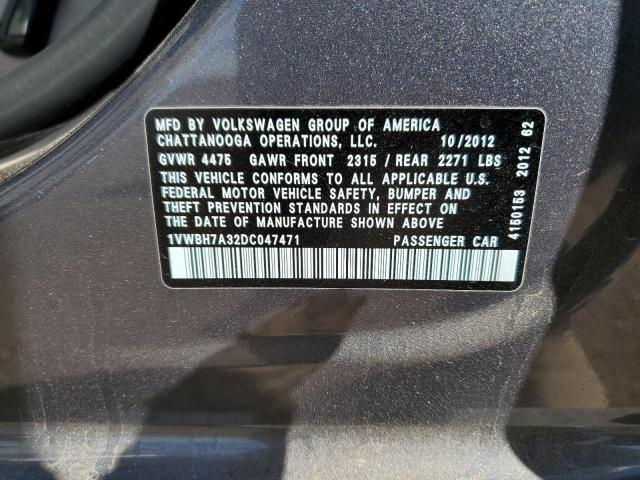 MFD BY VOLKSWAGEN GROUP OF AMERICA
CHATTANOOGA OPERATIONS, LLC. 10/2012
GVWR 4475 GAWR FRONT 2315 / REAR 2271 LBS
THIS VEHICLE CONFORMS TO ALL APPLICABLE U.S.
FEDERAL MOTOR VEHICLE SAFETY, BUMPER AND
THEFT PREVENTION STANDARDS IN EFFECT ON
THE DATE OF MANUFACTURE SHOWN ABOVE
1VWBH7A32DC047471 PASSENGER CAR
4150153 2012 62